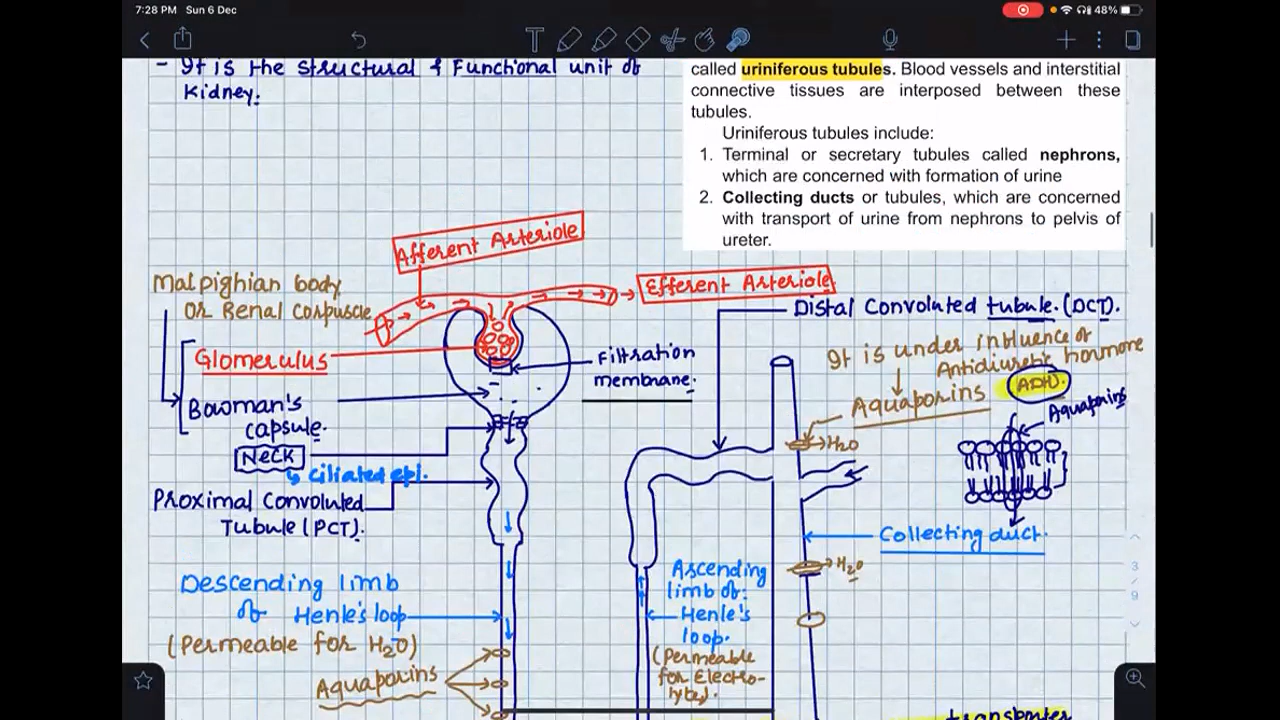 7:28 PM Sun 6 Dec
48%
- It is the structural & Functional unit of
Kidney.
called uriniferous tubules. Blood vessels and interstitial
connective tissues are interposed between these
tubules.
Uriniferous tubules include:
1. Terminal or secretary tubules called nephrons,
which are concerned with formation of urine
2. Collecting ducts or tubules, which are concerned
with transport of urine from nephrons to pelvis of
ureter.
Afferent Arteriole
Efferent Arteriole
Malpighian body
Or Renal corpuscle
Glomerulus
Bowman's
capsule.
Neck
↳ ciliated epi.
Proximal Convoluted
Tubule (PCT).
Filtration
membrane.
Distal Convoluted tubule. (DCT).
It is under influence of
Antidiuretic hormone
(ADH).
Aquaporins
Aquaporins
H2O
Collecting duct.
H2O
Descending limb
of Henle's loop
(Permeable for H2O)
Aquaporins
Ascending
limb of
Henle's
loop.
(Permeable
for Electro-
lytes).
3
9
transporter